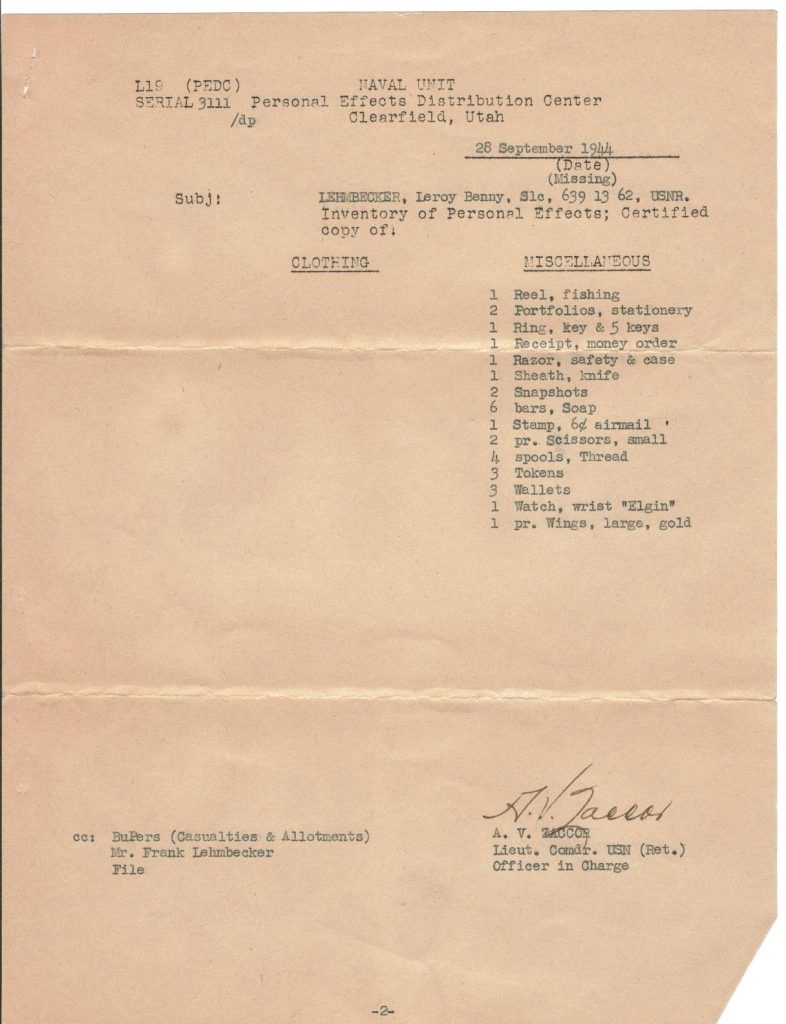 L19 (PEDC) NAVAL UNIT
SERIAL 3111 Personal Effects Distribution Center
/dp Clearfield, Utah
28 September 1944
(Date)
(Missing)
Subj: LEHMBECKER, Leroy Benny, S1c, 639 13 62, USNR.
Inventory of Personal Effects; Certified
copy of:
CLOTHING MISCELLANEOUS
1 Reel, fishing
2 Portfolios, stationery
1 Ring, key & 5 keys
1 Receipt, money order
1 Razor, safety & case
1 Sheath, knife
2 Snapshots
6 bars, Soap
1 Stamp, 6¢ airmail
2 pr. Scissors, small
4 spools, Thread
3 Tokens
3 Wallets
1 Watch, wrist "Elgin"
1 pr. Wings, large, gold
A.V. Zaccor
cc: BuPers (Casualties & Allotments) A. V. ZACCOR
Mr. Frank Lehmbecker Lieut. Comdr. USN (Ret.)
File Officer in Charge
-2-